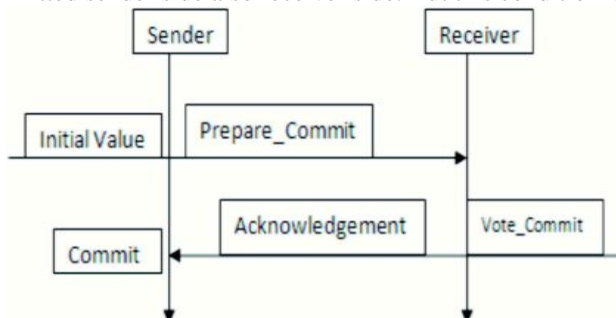 Sender
Receiver
Initial Value
Prepare_Commit
Acknowledgement
Vote_Commit
Commit